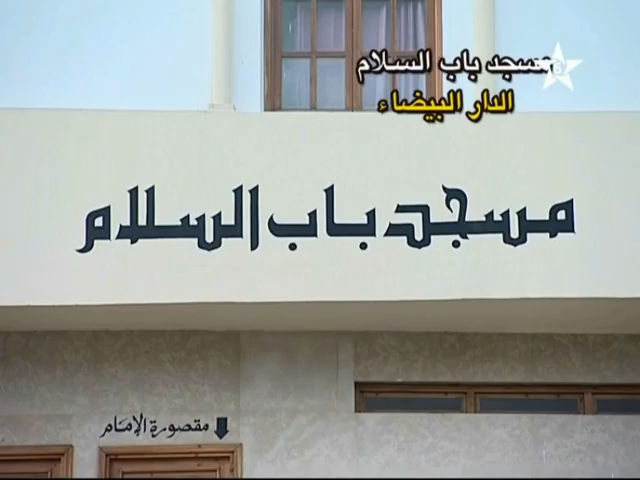 مسجد باب السلام
الدار البيضاء
مسجد باب السلام
مقصورة الإمام